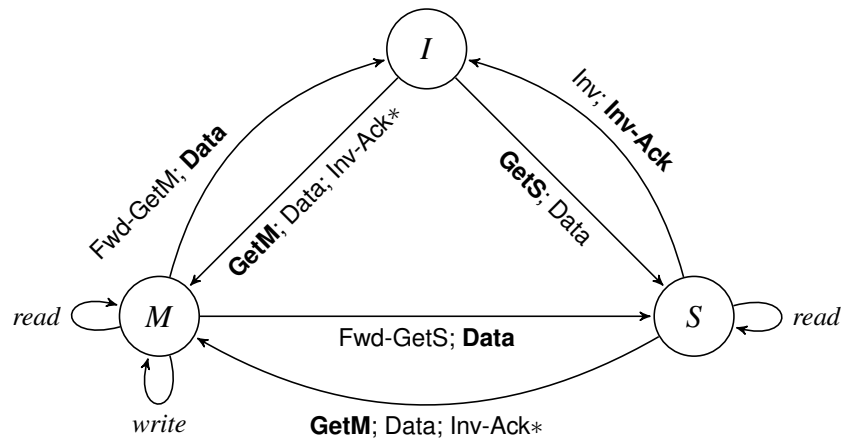 I
Fwd-GetM; Data
GetM; Data; Inv-Ack*
GetS; Data
Inv; Inv-Ack
read
M
Fwd-GetS; Data
S
read
write
GetM; Data; Inv-Ack*